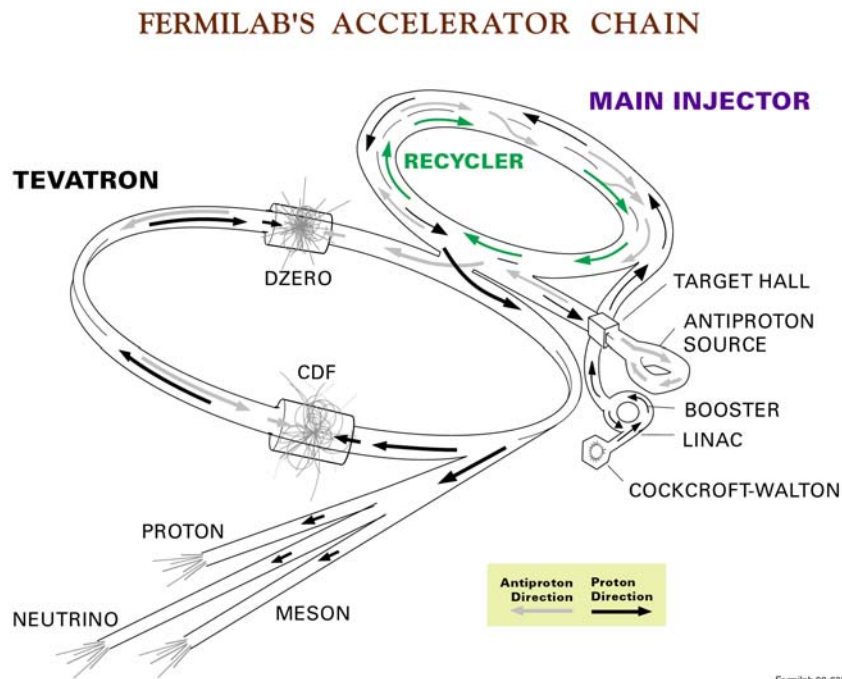 FERMILAB'S ACCELERATOR CHAIN
MAIN INJECTOR
RECYCLER
TEVATRON
DZERO
TARGET HALL
ANTIPROTON
SOURCE
CDF
BOOSTER
LINAC
COCKCROFT-WALTON
PROTON
NEUTRINO
MESON
Antiproton
Direction
Proton
Direction
Fermilab